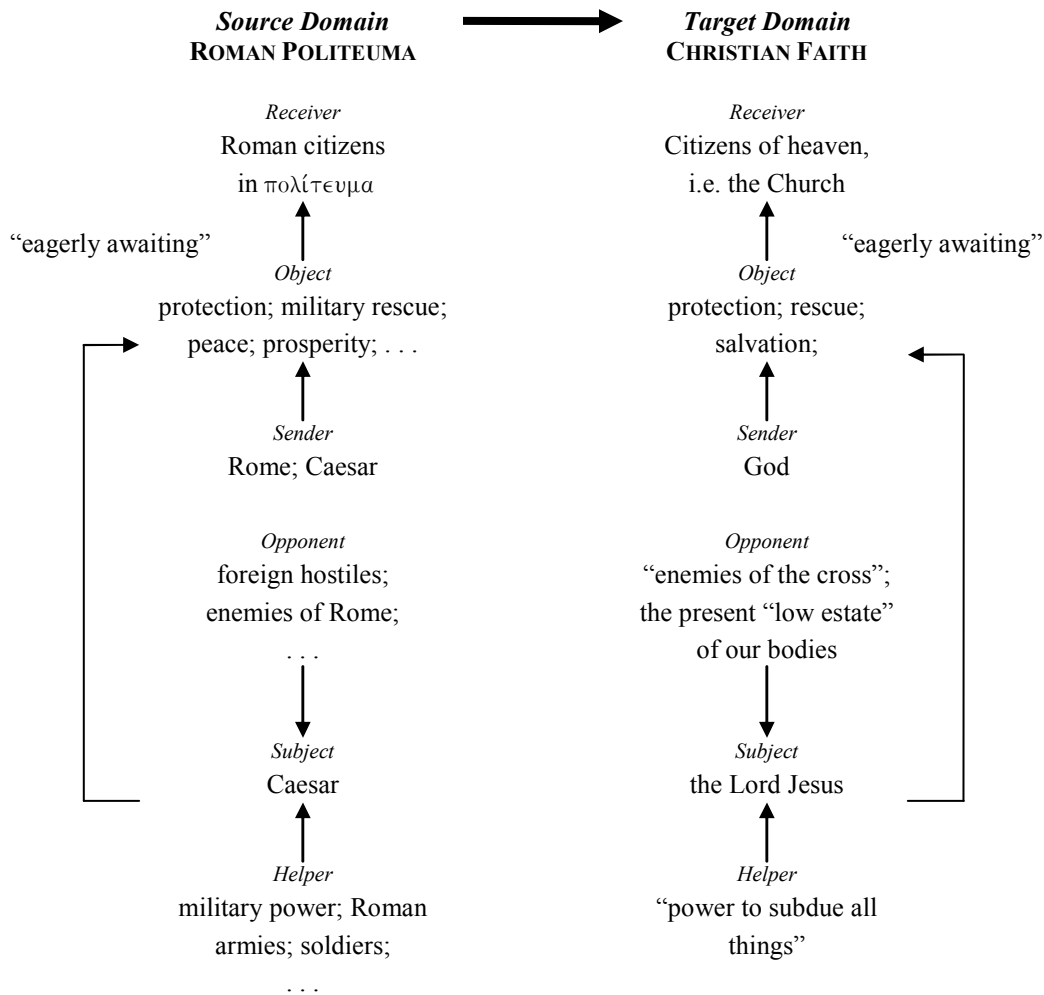 Source Domain
ROMAN POLITEUMA
Target Domain
CHRISTIAN FAITH
Receiver
Roman citizens
in πολίτευμα
Receiver
Citizens of heaven,
i.e. the Church
“eagerly awaiting”
“eagerly awaiting”
Object
protection; military rescue;
peace; prosperity; . . .
Object
protection; rescue;
salvation;
Sender
Rome; Caesar
Sender
God
Opponent
foreign hostiles;
enemies of Rome;
. . .
Opponent
“enemies of the cross”;
the present “low estate”
of our bodies
Subject
Caesar
Subject
the Lord Jesus
Helper
military power; Roman
armies; soldiers;
. . .
Helper
“power to subdue all
things”